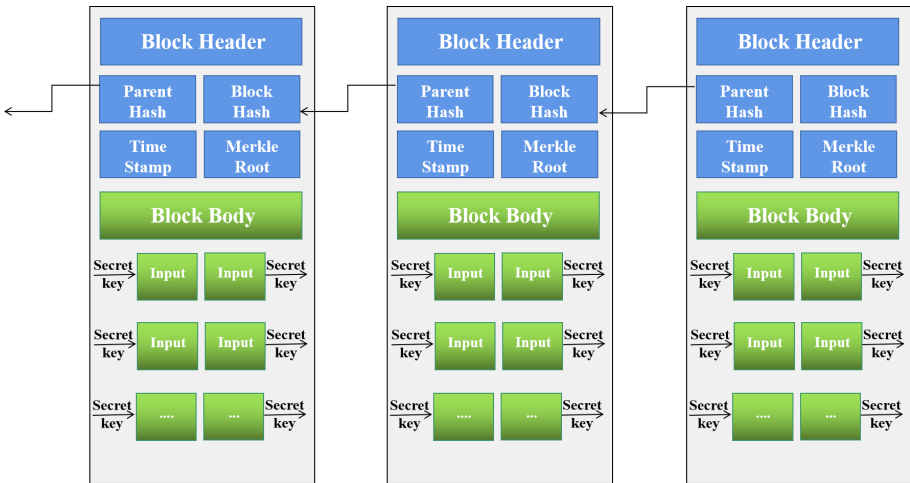 Block Header
Parent Hash
Block Hash
Time Stamp
Merkle Root
Block Body
Secret key
Input
Input
Secret key
Secret key
Input
Input
Secret key
Secret key
....
...
Secret key
Block Header
Parent Hash
Block Hash
Time Stamp
Merkle Root
Block Body
Secret key
Input
Input
Secret key
Secret key
Input
Input
Secret key
Secret key
....
...
Secret key
Block Header
Parent Hash
Block Hash
Time Stamp
Merkle Root
Block Body
Secret key
Input
Input
Secret key
Secret key
Input
Input
Secret key
Secret key
....
...
Secret key